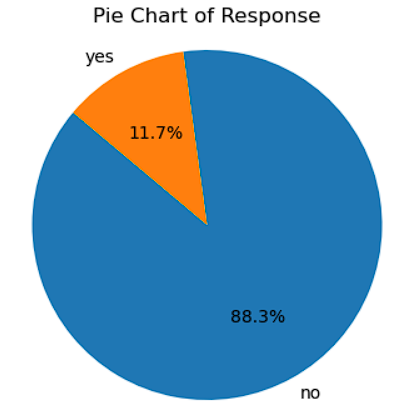 Pie Chart of Response
yes
11.7%
88.3%
no